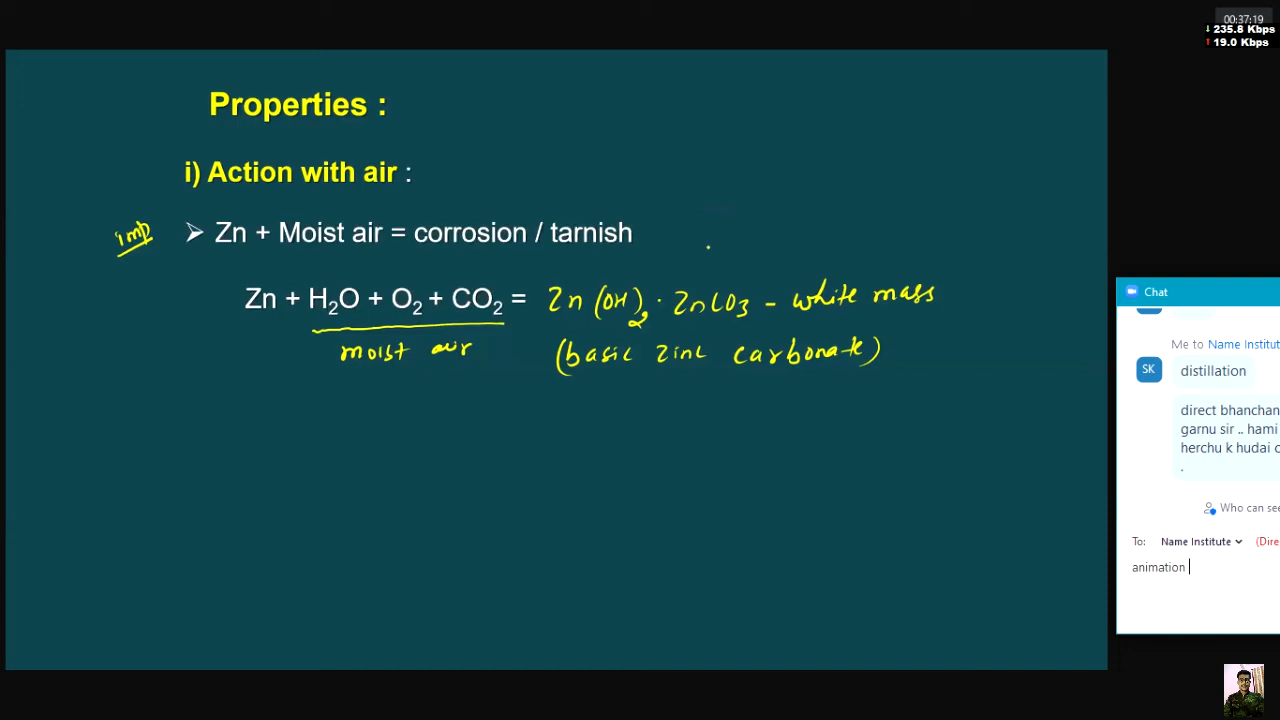 00:37:19
↓ 235.8 Kbps
↑ 19.0 Kbps
Properties :
i) Action with air :
imp ➢ Zn + Moist air = corrosion / tarnish
Zn + H₂O + O₂ + CO₂ = Zn(OH)₂ · ZnCO₃ - white mass
moist air (basic zinc carbonate)
Chat
Me to Name Institut
SK
distillation
direct bhanchan
garnu sir .. hami
herchu k hudai c
.
Who can see
To: Name Institute (Dire
animation